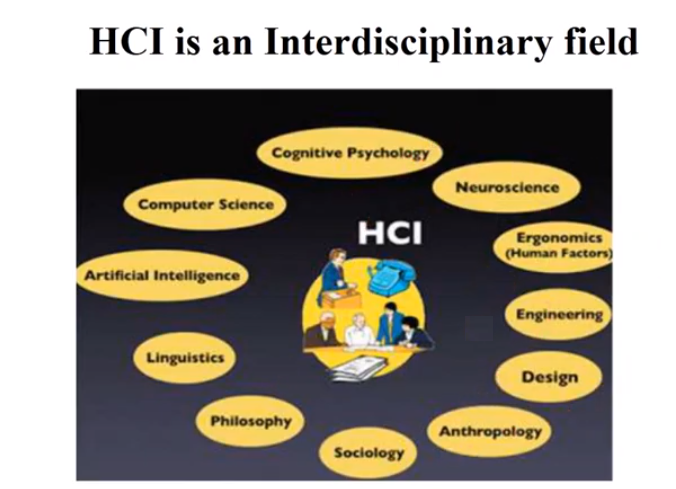 HCI is an Interdisciplinary field
Cognitive Psychology
Neuroscience
Computer Science
HCI
Ergonomics
(Human Factors)
Artificial Intelligence
Engineering
Linguistics
Design
Philosophy
Anthropology
Sociology